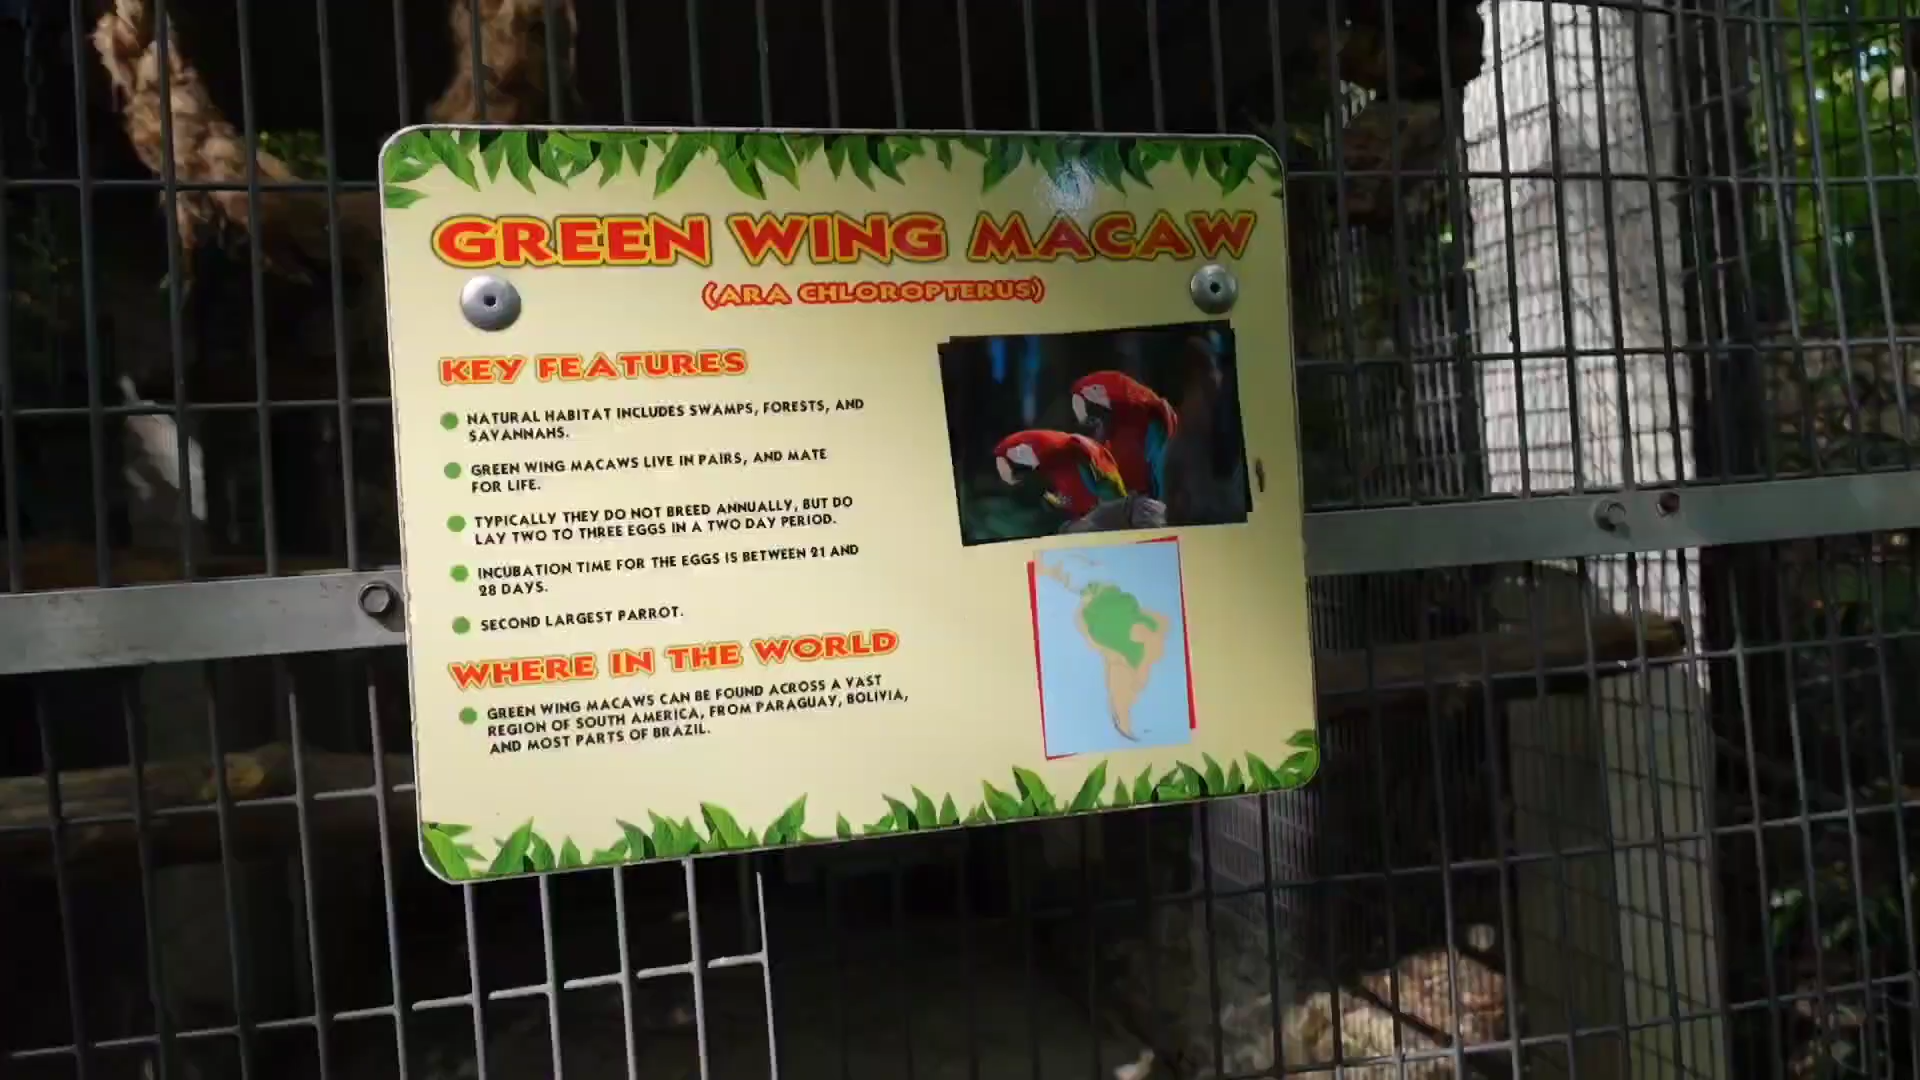 GREEN WING MACAW
(ARA CHLOROPTERUS)
KEY FEATURES
NATURAL HABITAT INCLUDES SWAMPS, FORESTS, AND
SAVANNAHS.
GREEN WING MACAWS LIVE IN PAIRS, AND MATE
FOR LIFE.
TYPICALLY THEY DO NOT BREED ANNUALLY, BUT DO
LAY TWO TO THREE EGGS IN A TWO DAY PERIOD.
INCUBATION TIME FOR THE EGGS IS BETWEEN 21 AND
28 DAYS.
SECOND LARGEST PARROT.
WHERE IN THE WORLD
GREEN WING MACAWS CAN BE FOUND ACROSS A VAST
REGION OF SOUTH AMERICA, FROM PARAGUAY, BOLIVIA,
AND MOST PARTS OF BRAZIL.